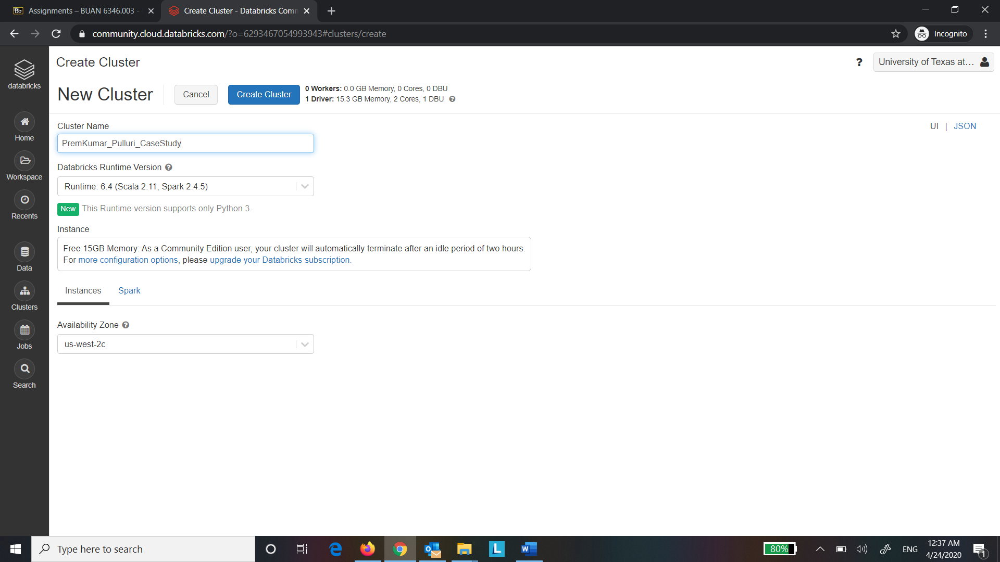 Bb Assignments – BUAN 6346.003 -
Create Cluster - Databricks Comm
community.cloud.databricks.com/?o=6293467054993943#clusters/create
Incognito
databricks
Home
Workspace
Recents
Data
Clusters
Jobs
Search
Create Cluster
? University of Texas at...
New Cluster
Cancel
Create Cluster
0 Workers: 0.0 GB Memory, 0 Cores, 0 DBU
1 Driver: 15.3 GB Memory, 2 Cores, 1 DBU ?
Cluster Name
UI | JSON
PremKumar_Pulluri_CaseStudy
Databricks Runtime Version ?
Runtime: 6.4 (Scala 2.11, Spark 2.4.5)
New This Runtime version supports only Python 3.
Instance
Free 15GB Memory: As a Community Edition user, your cluster will automatically terminate after an idle period of two hours.
For more configuration options, please upgrade your Databricks subscription.
Instances Spark
Availability Zone ?
us-west-2c
Type here to search
L
W
80%
ENG
12:37 AM
4/24/2020
1